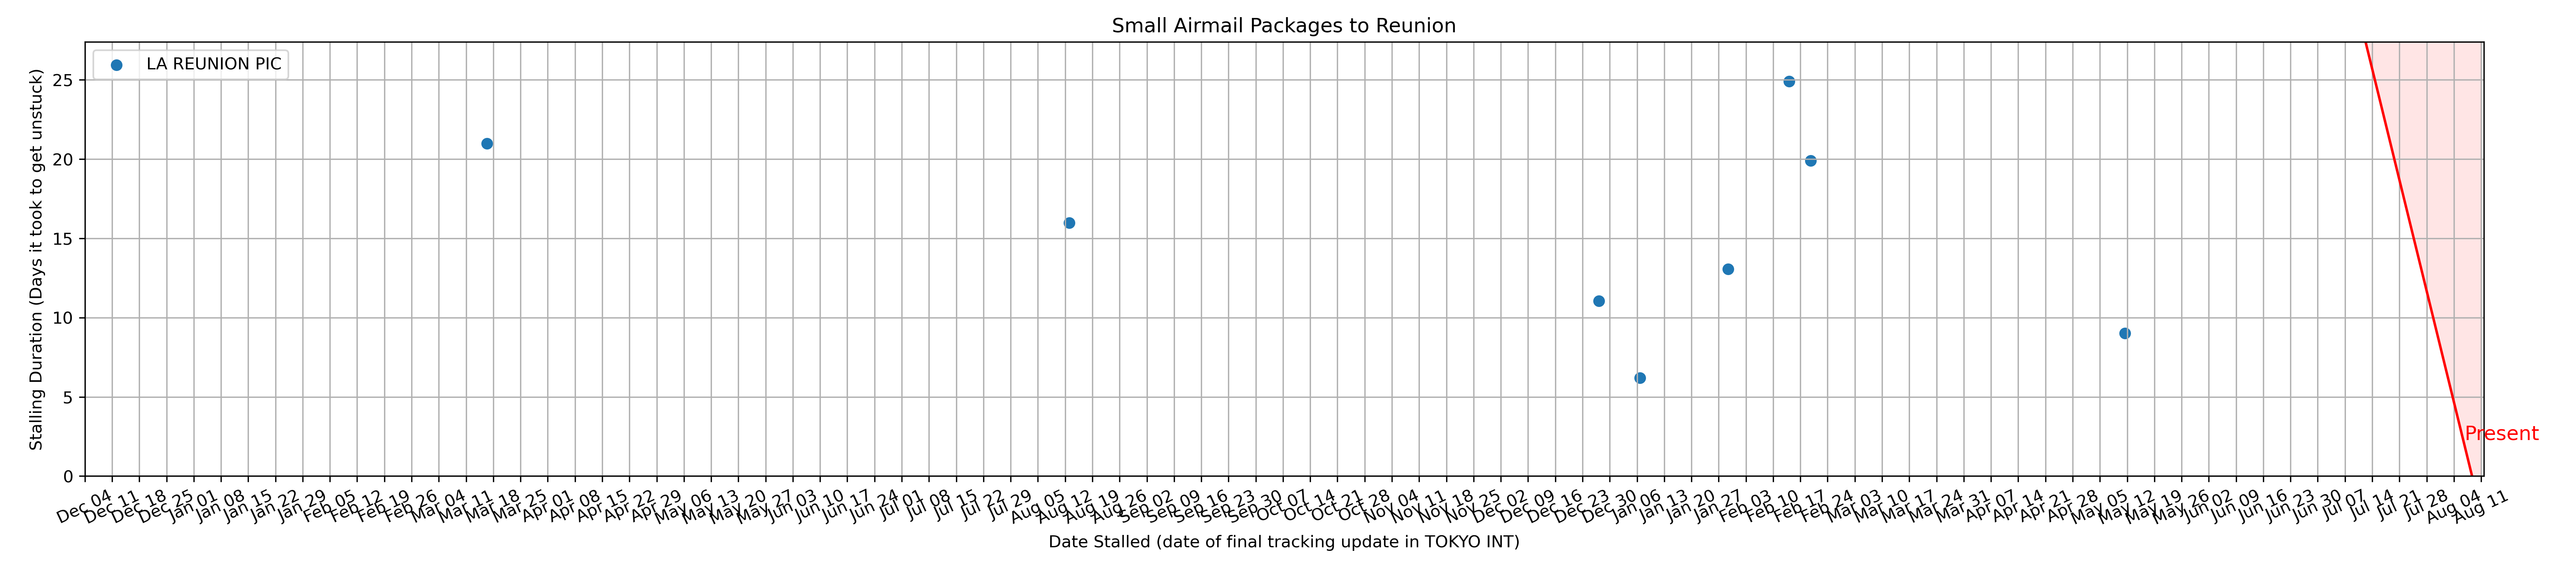 Small Airmail Packages to Reunion
LA REUNION PIC
Stalling Duration (Days it took to get unstuck)
25
20
15
10
5
0
Present
Dec 04
Dec 11
Dec 18
Dec 25
Jan 01
Jan 08
Jan 15
Jan 22
Jan 29
Feb 05
Feb 12
Feb 19
Feb 26
Mar 04
Mar 11
Mar 18
Mar 25
Apr 01
Apr 08
Apr 15
Apr 22
Apr 29
May 06
May 13
May 20
May 27
Jun 03
Jun 10
Jun 17
Jun 24
Jul 01
Jul 08
Jul 15
Jul 22
Jul 29
Aug 05
Aug 12
Aug 19
Aug 26
Sep 02
Sep 09
Sep 16
Sep 23
Sep 30
Oct 07
Oct 14
Oct 21
Oct 28
Nov 04
Nov 11
Nov 18
Nov 25
Dec 02
Dec 09
Dec 16
Dec 23
Dec 30
Jan 06
Jan 13
Jan 20
Jan 27
Feb 03
Feb 10
Feb 17
Feb 24
Mar 03
Mar 10
Mar 17
Mar 24
Mar 31
Apr 07
Apr 14
Apr 21
Apr 28
May 05
May 12
May 19
May 26
Jun 02
Jun 09
Jun 16
Jun 23
Jun 30
Jul 07
Jul 14
Jul 21
Jul 28
Aug 04
Aug 11
Date Stalled (date of final tracking update in TOKYO INT)